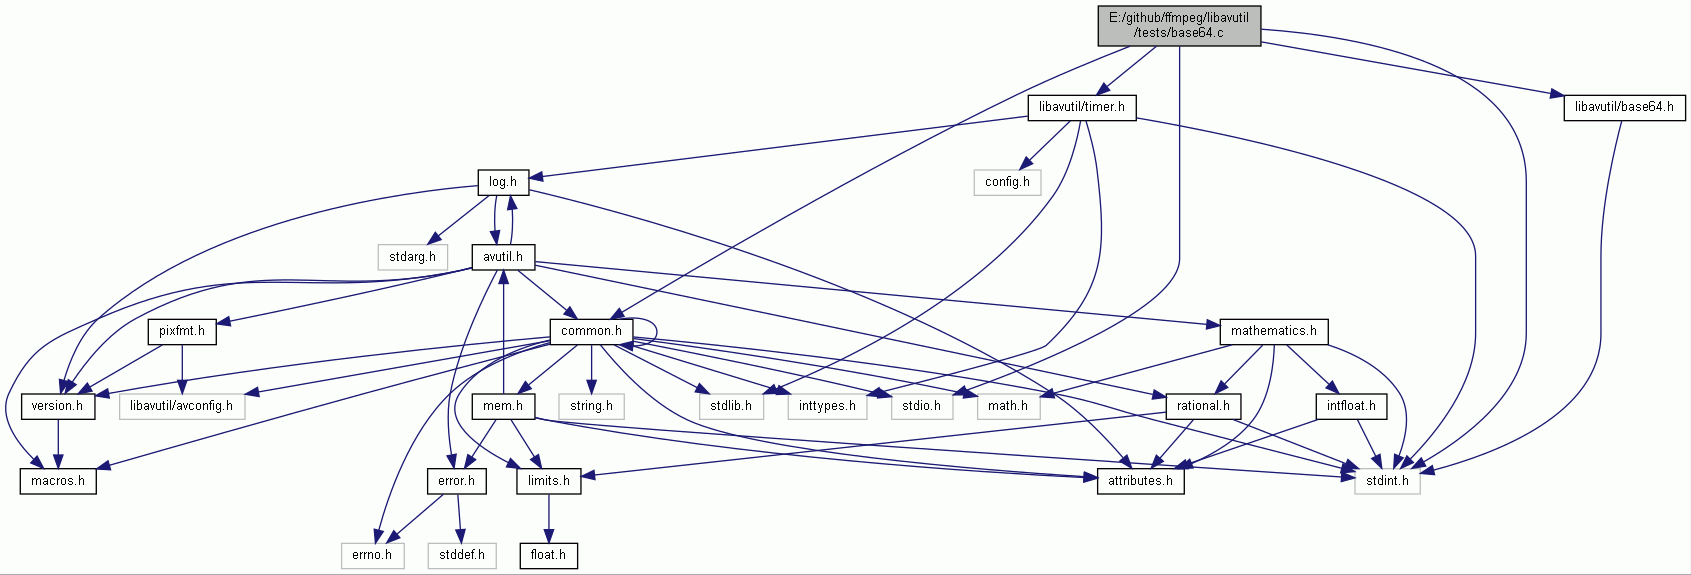 E:/github/ffmpeg/libavutil
/tests/base64.c
libavutil/timer.h
libavutil/base64.h
log.h
config.h
stdarg.h
avutil.h
pixfmt.h
common.h
mathematics.h
version.h
libavutil/avconfig.h
mem.h
string.h
stdlib.h
inttypes.h
stdio.h
math.h
rational.h
intfloat.h
macros.h
error.h
limits.h
attributes.h
stdint.h
errno.h
stddef.h
float.h